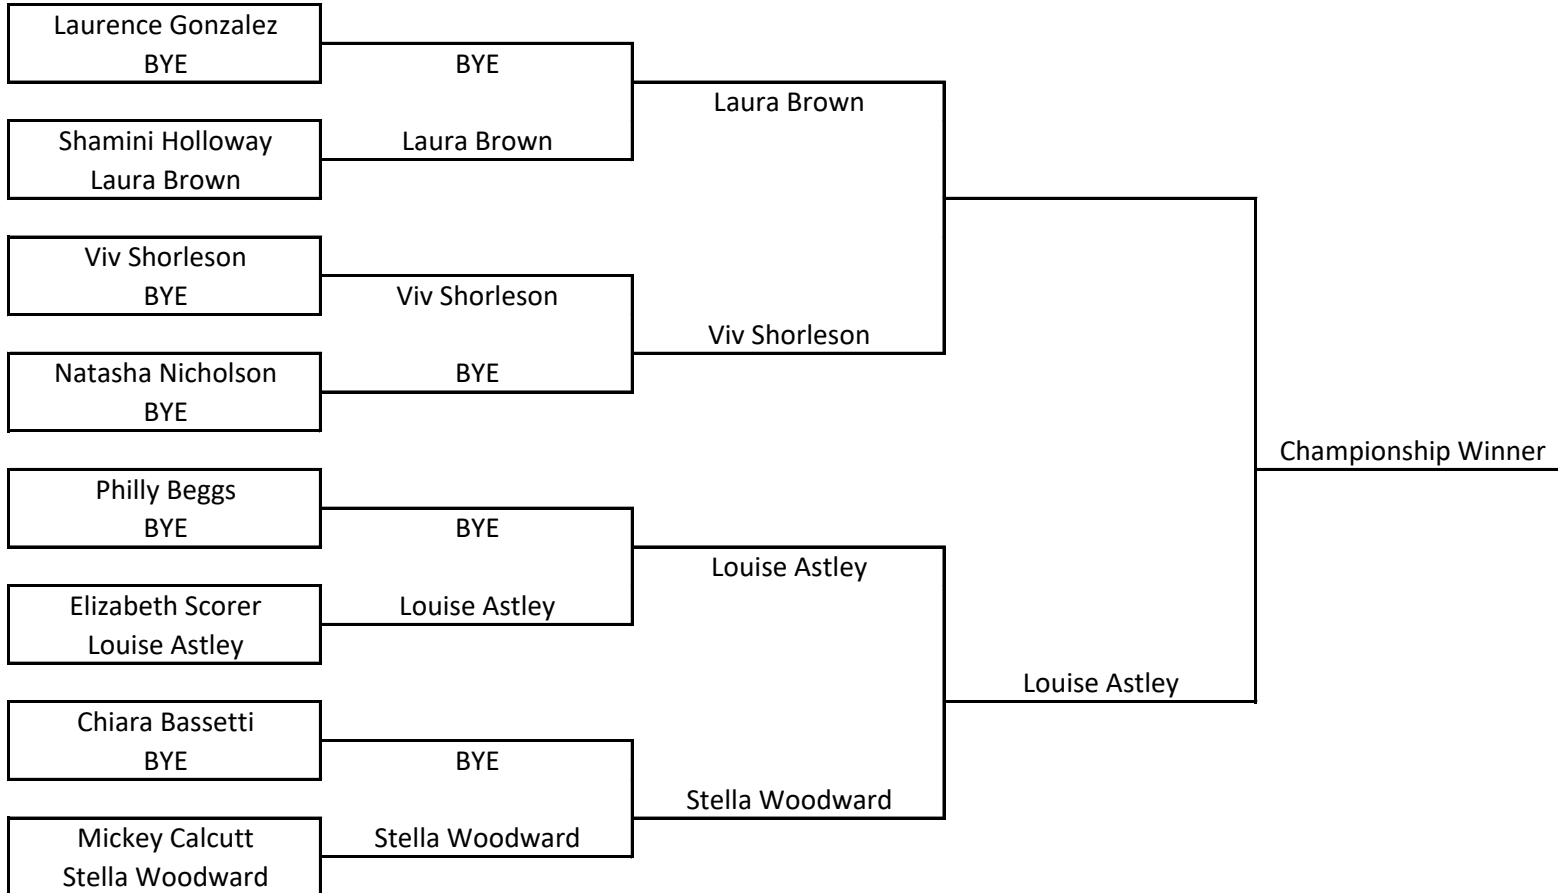 Laurence Gonzalez
BYE
Shamini Holloway
Laura Brown
Viv Shorleson
BYE
Natasha Nicholson
BYE
Philly Beggs
BYE
Elizabeth Scorer
Louise Astley
Chiara Bassetti
BYE
Mickey Calcutt
Stella Woodward
BYE
Laura Brown
Viv Shorleson
BYE
BYE
Louise Astley
BYE
Stella Woodward
Laura Brown
Viv Shorleson
Louise Astley
Stella Woodward
Louise Astley
Championship Winner